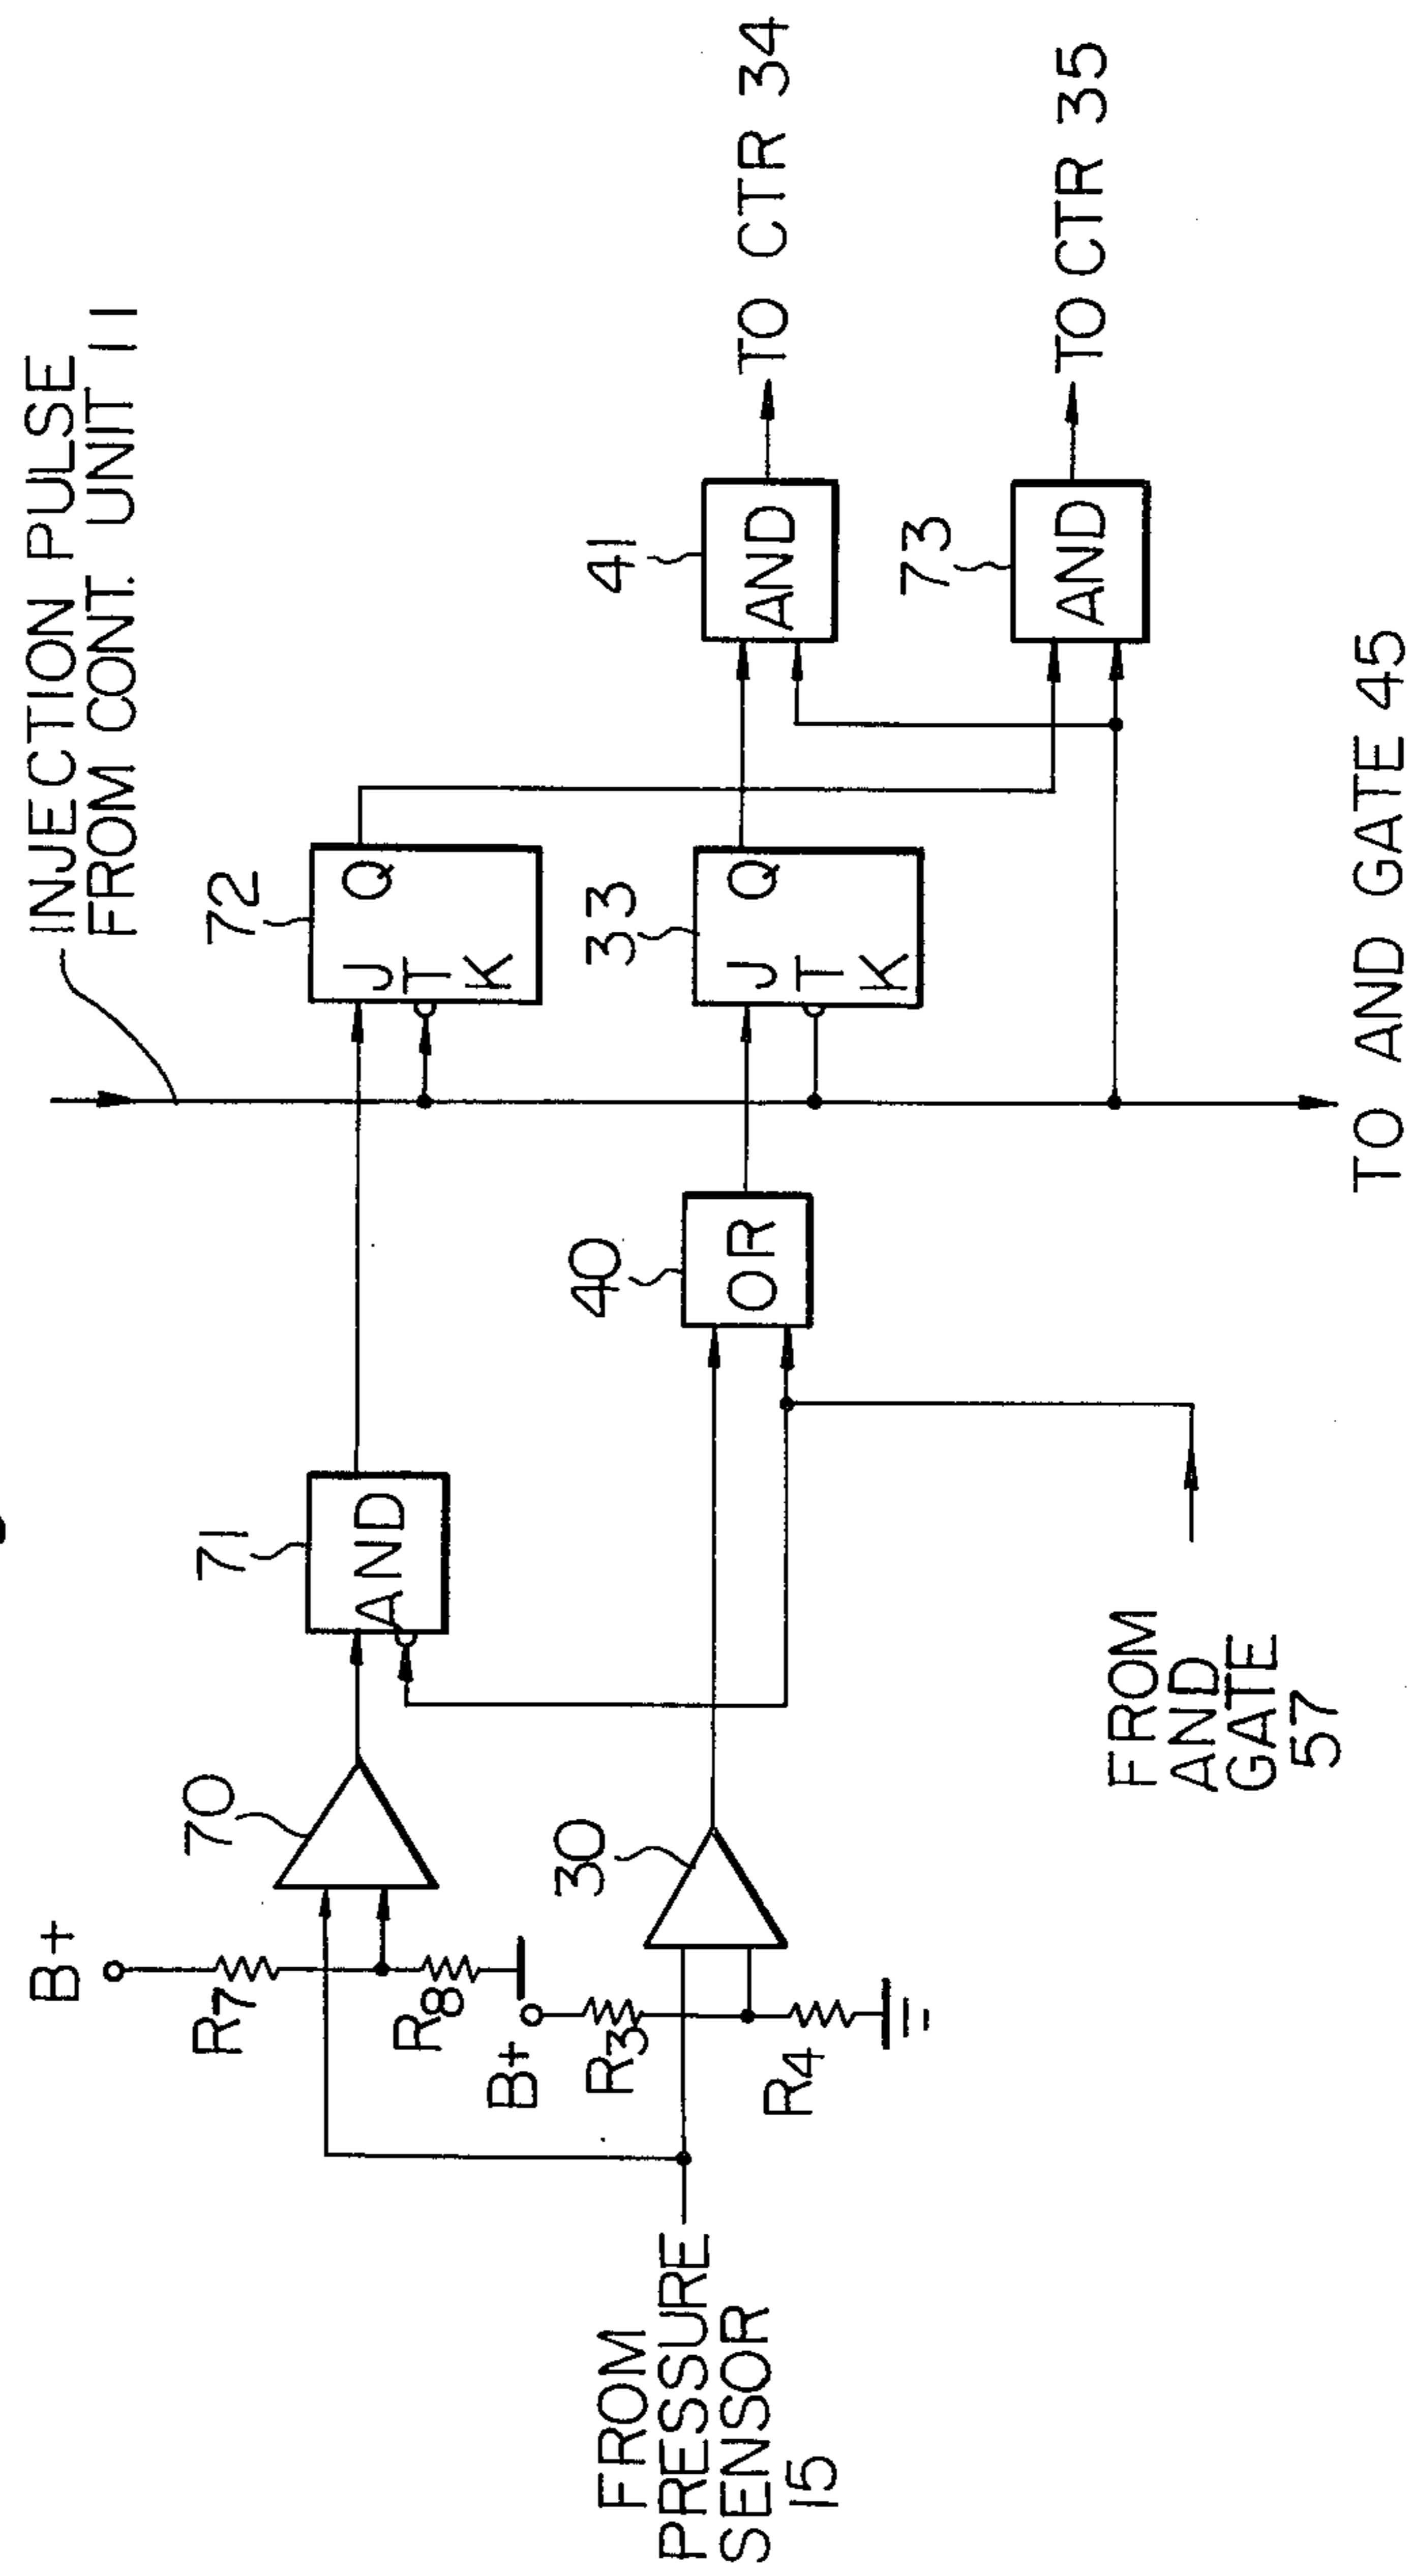 INJECTION PULSE
FROM CONT. UNIT 11
B+
R7
R8
70
71
AND
72
J
T
K
Q
B+
R3
R4
30
40
OR
33
J
T
K
Q
41
AND
TO CTR 34
73
AND
TO CTR 35
FROM
PRESSURE
SENSOR
15
FROM
AND
GATE
57
TO AND GATE 45